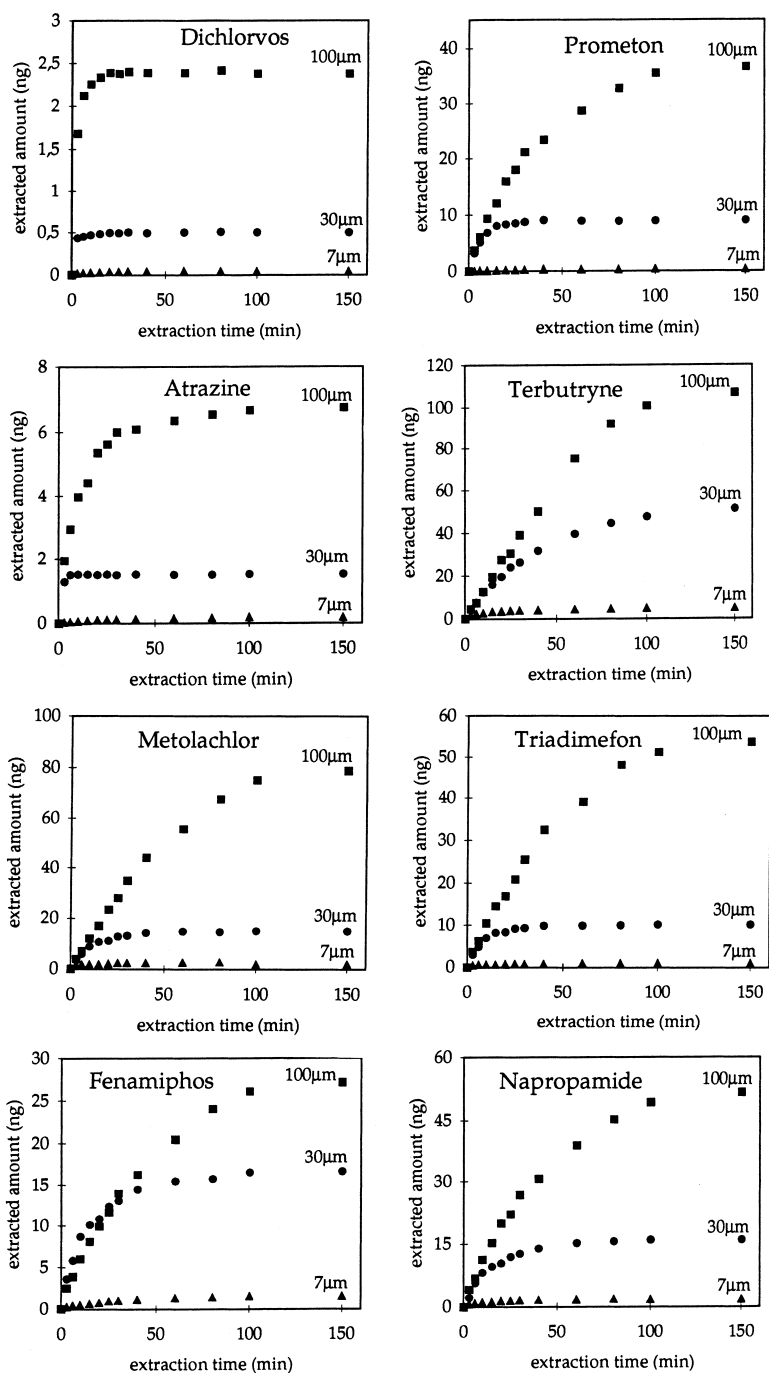 Dichlorvos
3
2,5
2
1,5
1
0,5
0
0 50 100 150
100µm
30µm
7µm
extracted amount (ng)
extraction time (min)
Prometon
40
30
20
10
0
0 50 100 150
100µm
30µm
7µm
extracted amount (ng)
extraction time (min)
Atrazine
8
6
4
2
0
0 50 100 150
100µm
30µm
7µm
extracted amount (ng)
extraction time (min)
Terbutryne
120
100
80
60
40
20
0
0 50 100 150
100µm
30µm
7µm
extracted amount (ng)
extraction time (min)
Metolachlor
100
80
60
40
20
0
0 50 100 150
100µm
30µm
7µm
extracted amount (ng)
extraction time (min)
Triadimefon
60
50
40
30
20
10
0
0 50 100 150
100µm
30µm
7µm
extracted amount (ng)
extraction time (min)
Fenamiphos
30
25
20
15
10
5
0
0 50 100 150
100µm
30µm
7µm
extracted amount (ng)
extraction time (min)
Napropamide
60
45
30
15
0
0 50 100 150
100µm
30µm
7µm
extracted amount (ng)
extraction time (min)